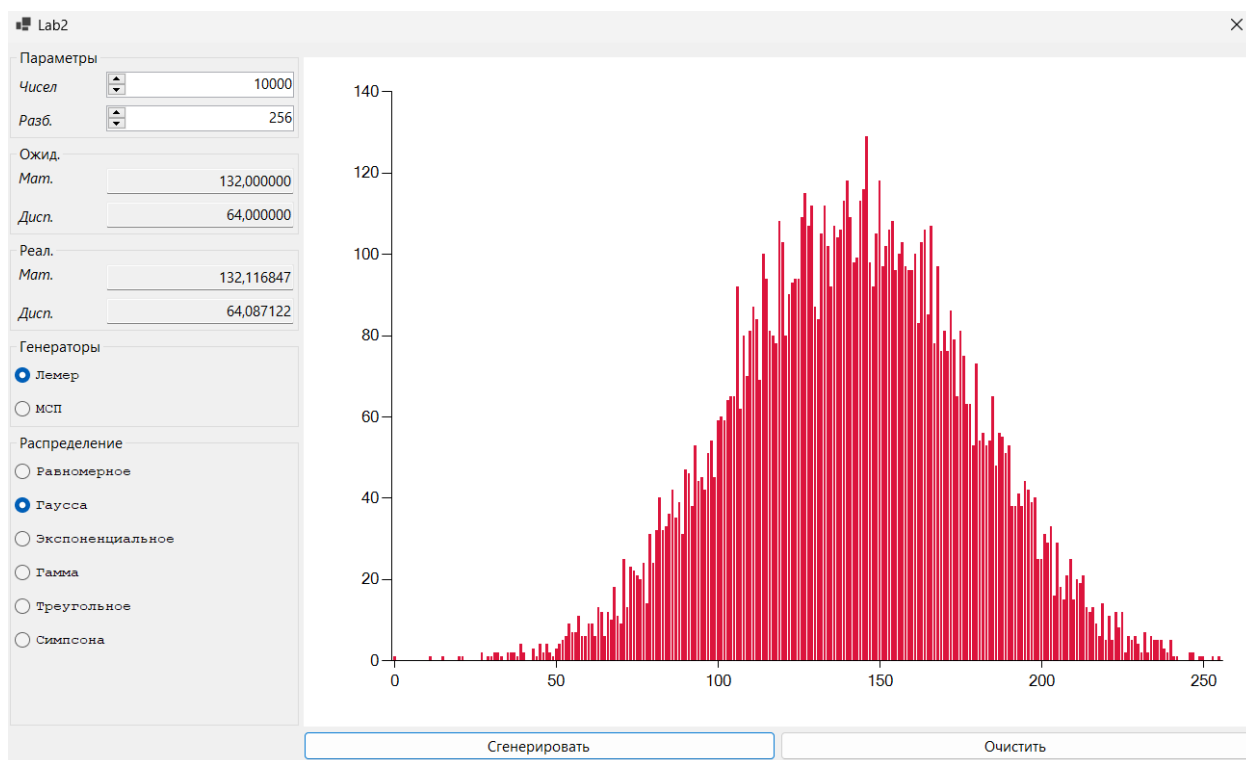 Lab2
Параметры
Чисел 10000
Разб. 256
Ожид.
Мат. 132,000000
Дисп. 64,000000
Реал.
Мат. 132,116847
Дисп. 64,087122
Генераторы
Лемер
МСП
Распределение
Равномерное
Гаусса
Экспоненциальное
Гамма
Треугольное
Симпсона
140
120
100
80
60
40
20
0
0 50 100 150 200 250
Сгенерировать Очистить